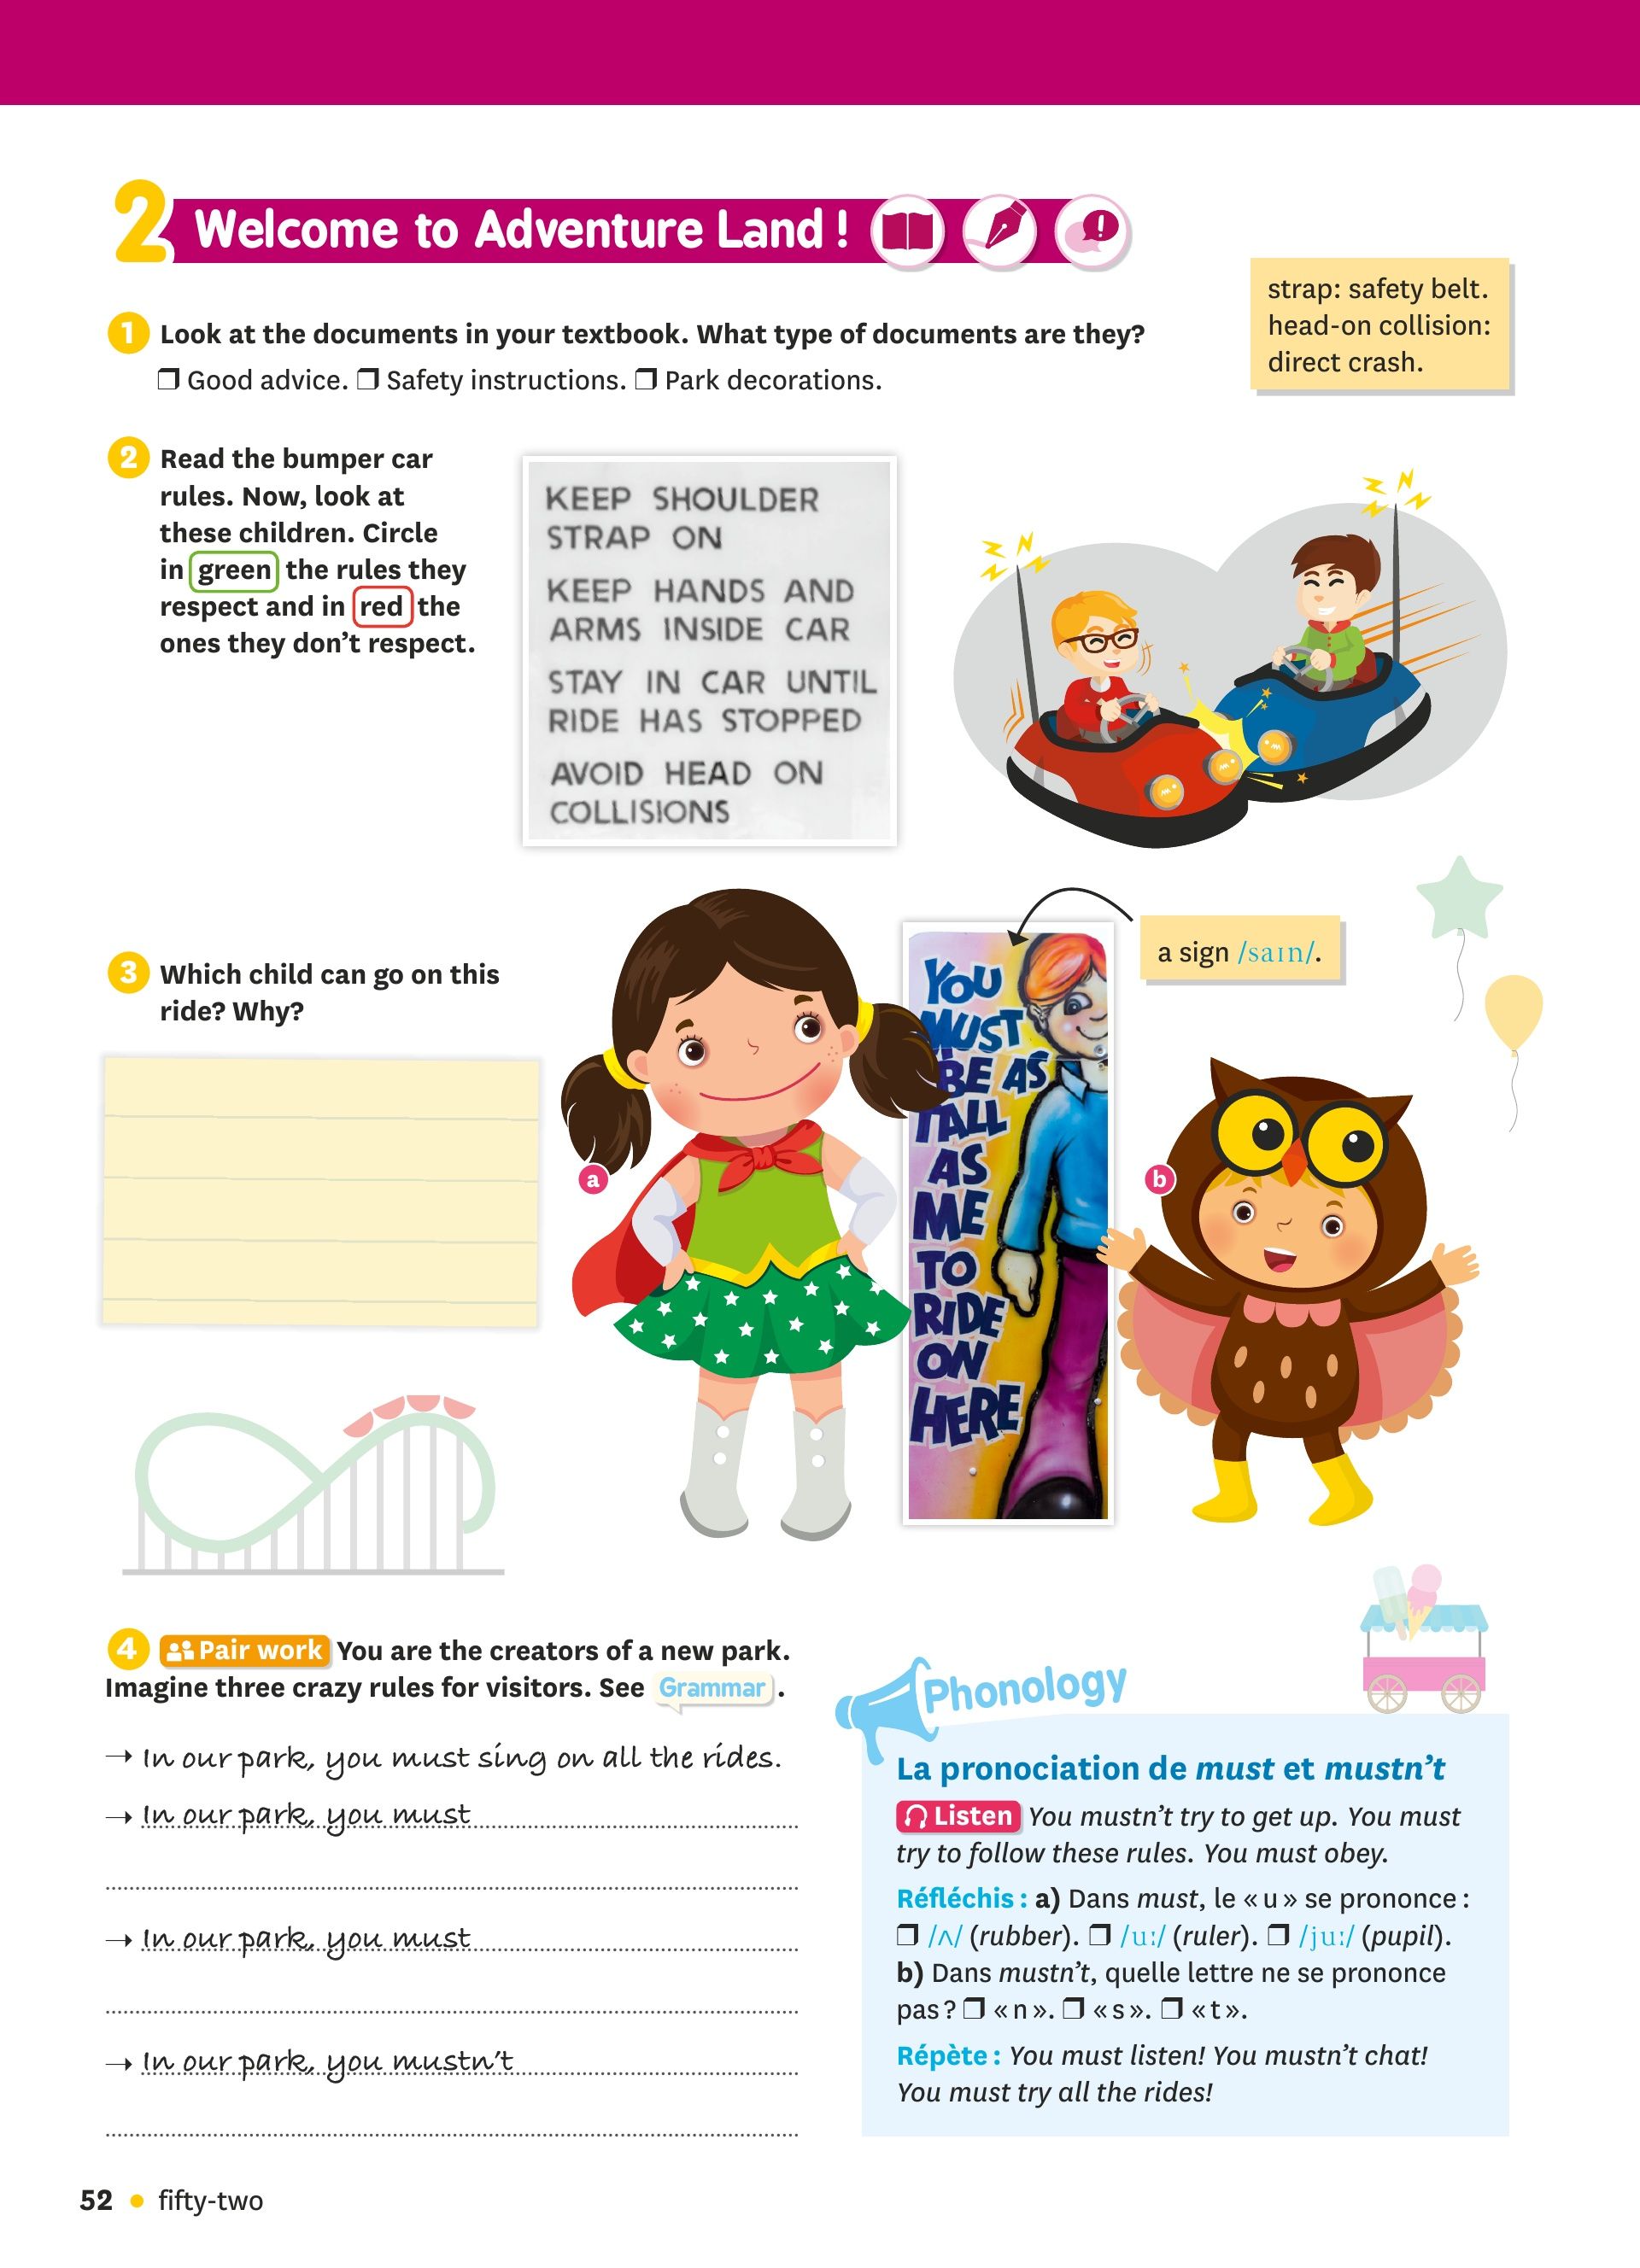 2 Welcome to Adventure Land !
strap: safety belt.
head-on collision:
direct crash.
1 Look at the documents in your textbook. What type of documents are they?
❒ Good advice. ❒ Safety instructions. ❒ Park decorations.
2 Read the bumper car
rules. Now, look at
these children. Circle
in green the rules they
respect and in red the
ones they don't respect.
KEEP SHOULDER
STRAP ON
KEEP HANDS AND
ARMS INSIDE CAR
STAY IN CAR UNTIL
RIDE HAS STOPPED
AVOID HEAD ON
COLLISIONS
3 Which child can go on this
ride? Why?
a sign /saɪn/.
a
YOU
MUST
BE AS
TALL
AS
ME
TO
RIDE
ON
HERE
b
4 Pair work You are the creators of a new park.
Imagine three crazy rules for visitors. See Grammar.
→ In our park, you must sing on all the rides.
→ In our park, you must
→ In our park, you must
→ In our park, you mustn't
Phonology
La pronociation de must et mustn't
Listen You mustn't try to get up. You must
try to follow these rules. You must obey.
Réfléchis : a) Dans must, le « u » se prononce :
❒ /ʌ/ (rubber). ❒ /uː/ (ruler). ❒ /juː/ (pupil).
b) Dans mustn't, quelle lettre ne se prononce
pas ? ❒ « n ». ❒ « s ». ❒ « t ».
Répète : You must listen! You mustn't chat!
You must try all the rides!
52 • fifty-two